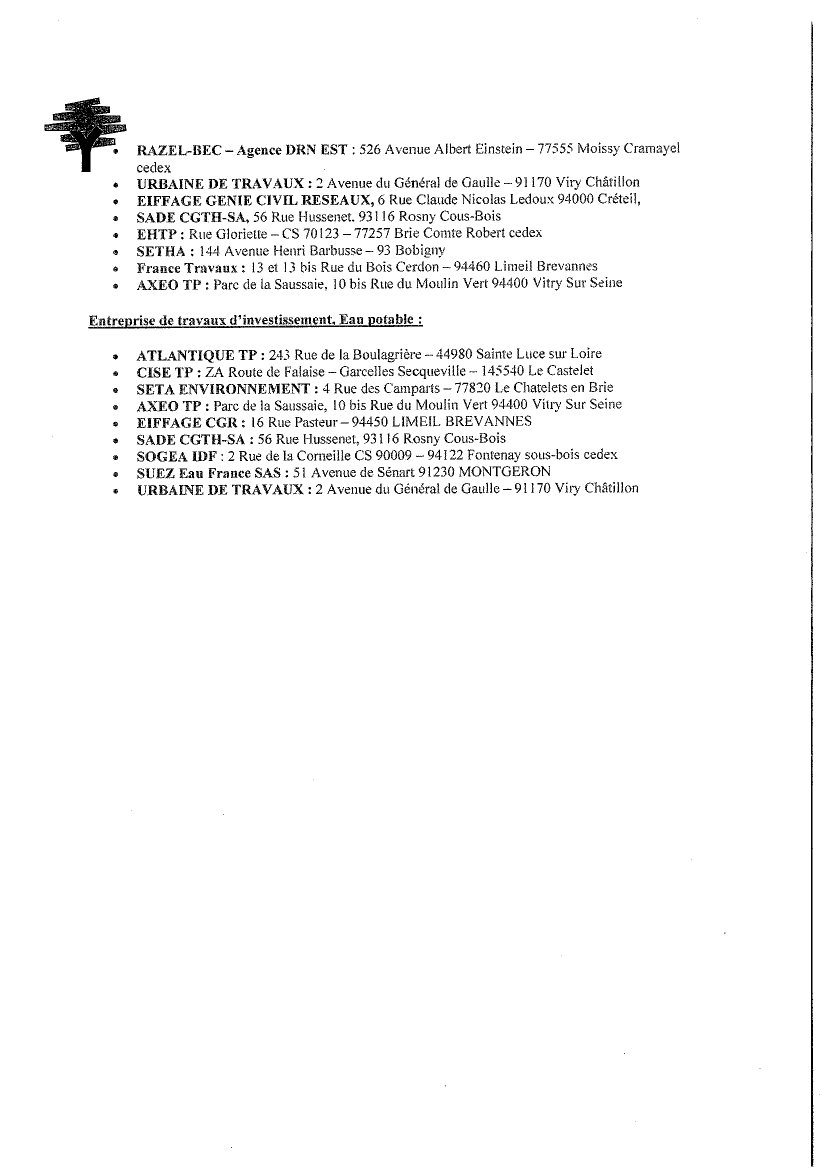 • RAZEL-BEC – Agence DRN EST : 526 Avenue Albert Einstein – 77555 Moissy Cramayel
cedex
• URBAINE DE TRAVAUX : 2 Avenue du Général de Gaulle – 91170 Viry Châtillon
• EIFFAGE GENIE CIVIL RESEAUX, 6 Rue Claude Nicolas Ledoux 94000 Créteil,
• SADE CGTH-SA, 56 Rue Hussenet. 93116 Rosny Cous-Bois
• EHTP : Rue Gloriette – CS 70123 – 77257 Brie Comte Robert cedex
• SETHA : 144 Avenue Henri Barbusse – 93 Bobigny
• France Travaux : 13 et 13 bis Rue du Bois Cerdon – 94460 Limeil Brevannes
• AXEO TP : Parc de la Saussaie, 10 bis Rue du Moulin Vert 94400 Vitry Sur Seine
Entreprise de travaux d'investissement. Eau potable :
• ATLANTIQUE TP : 243 Rue de la Boulagrière – 44980 Sainte Luce sur Loire
• CISE TP : ZA Route de Falaise – Garcelles Secqueville – 145540 Le Castelet
• SETA ENVIRONNEMENT : 4 Rue des Camparts – 77820 Le Chatelets en Brie
• AXEO TP : Parc de la Saussaie, 10 bis Rue du Moulin Vert 94400 Vitry Sur Seine
• EIFFAGE CGR : 16 Rue Pasteur – 94450 LIMEIL BREVANNES
• SADE CGTH-SA : 56 Rue Hussenet, 93116 Rosny Cous-Bois
• SOGEA IDF : 2 Rue de la Corneille CS 90009 – 94122 Fontenay sous-bois cedex
• SUEZ Eau France SAS : 51 Avenue de Sénart 91230 MONTGERON
• URBAINE DE TRAVAUX : 2 Avenue du Général de Gaulle – 91170 Viry Châtillon